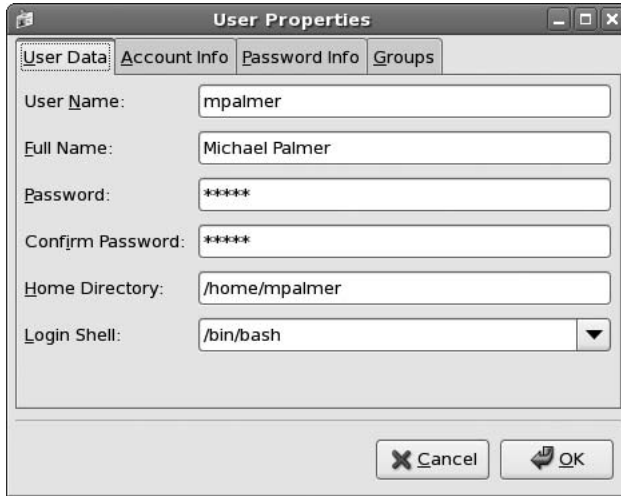 User Properties
User Data Account Info Password Info Groups
User Name: mpalmer
Full Name: Michael Palmer
Password: *****
Confirm Password: *****
Home Directory: /home/mpalmer
Login Shell: /bin/bash
Cancel OK